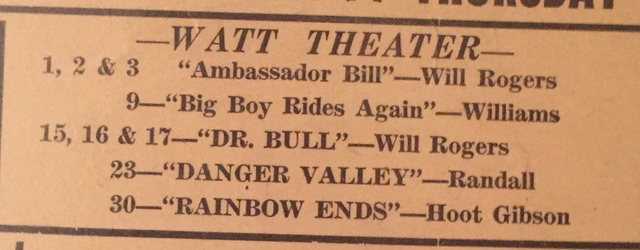 THURSDAY
—WATT THEATER—
1, 2 & 3 "Ambassador Bill"—Will Rogers
9—"Big Boy Rides Again"—Williams
15, 16 & 17—"DR. BULL"—Will Rogers
23—"DANGER VALLEY"—Randall
30—"RAINBOW ENDS"—Hoot Gibson